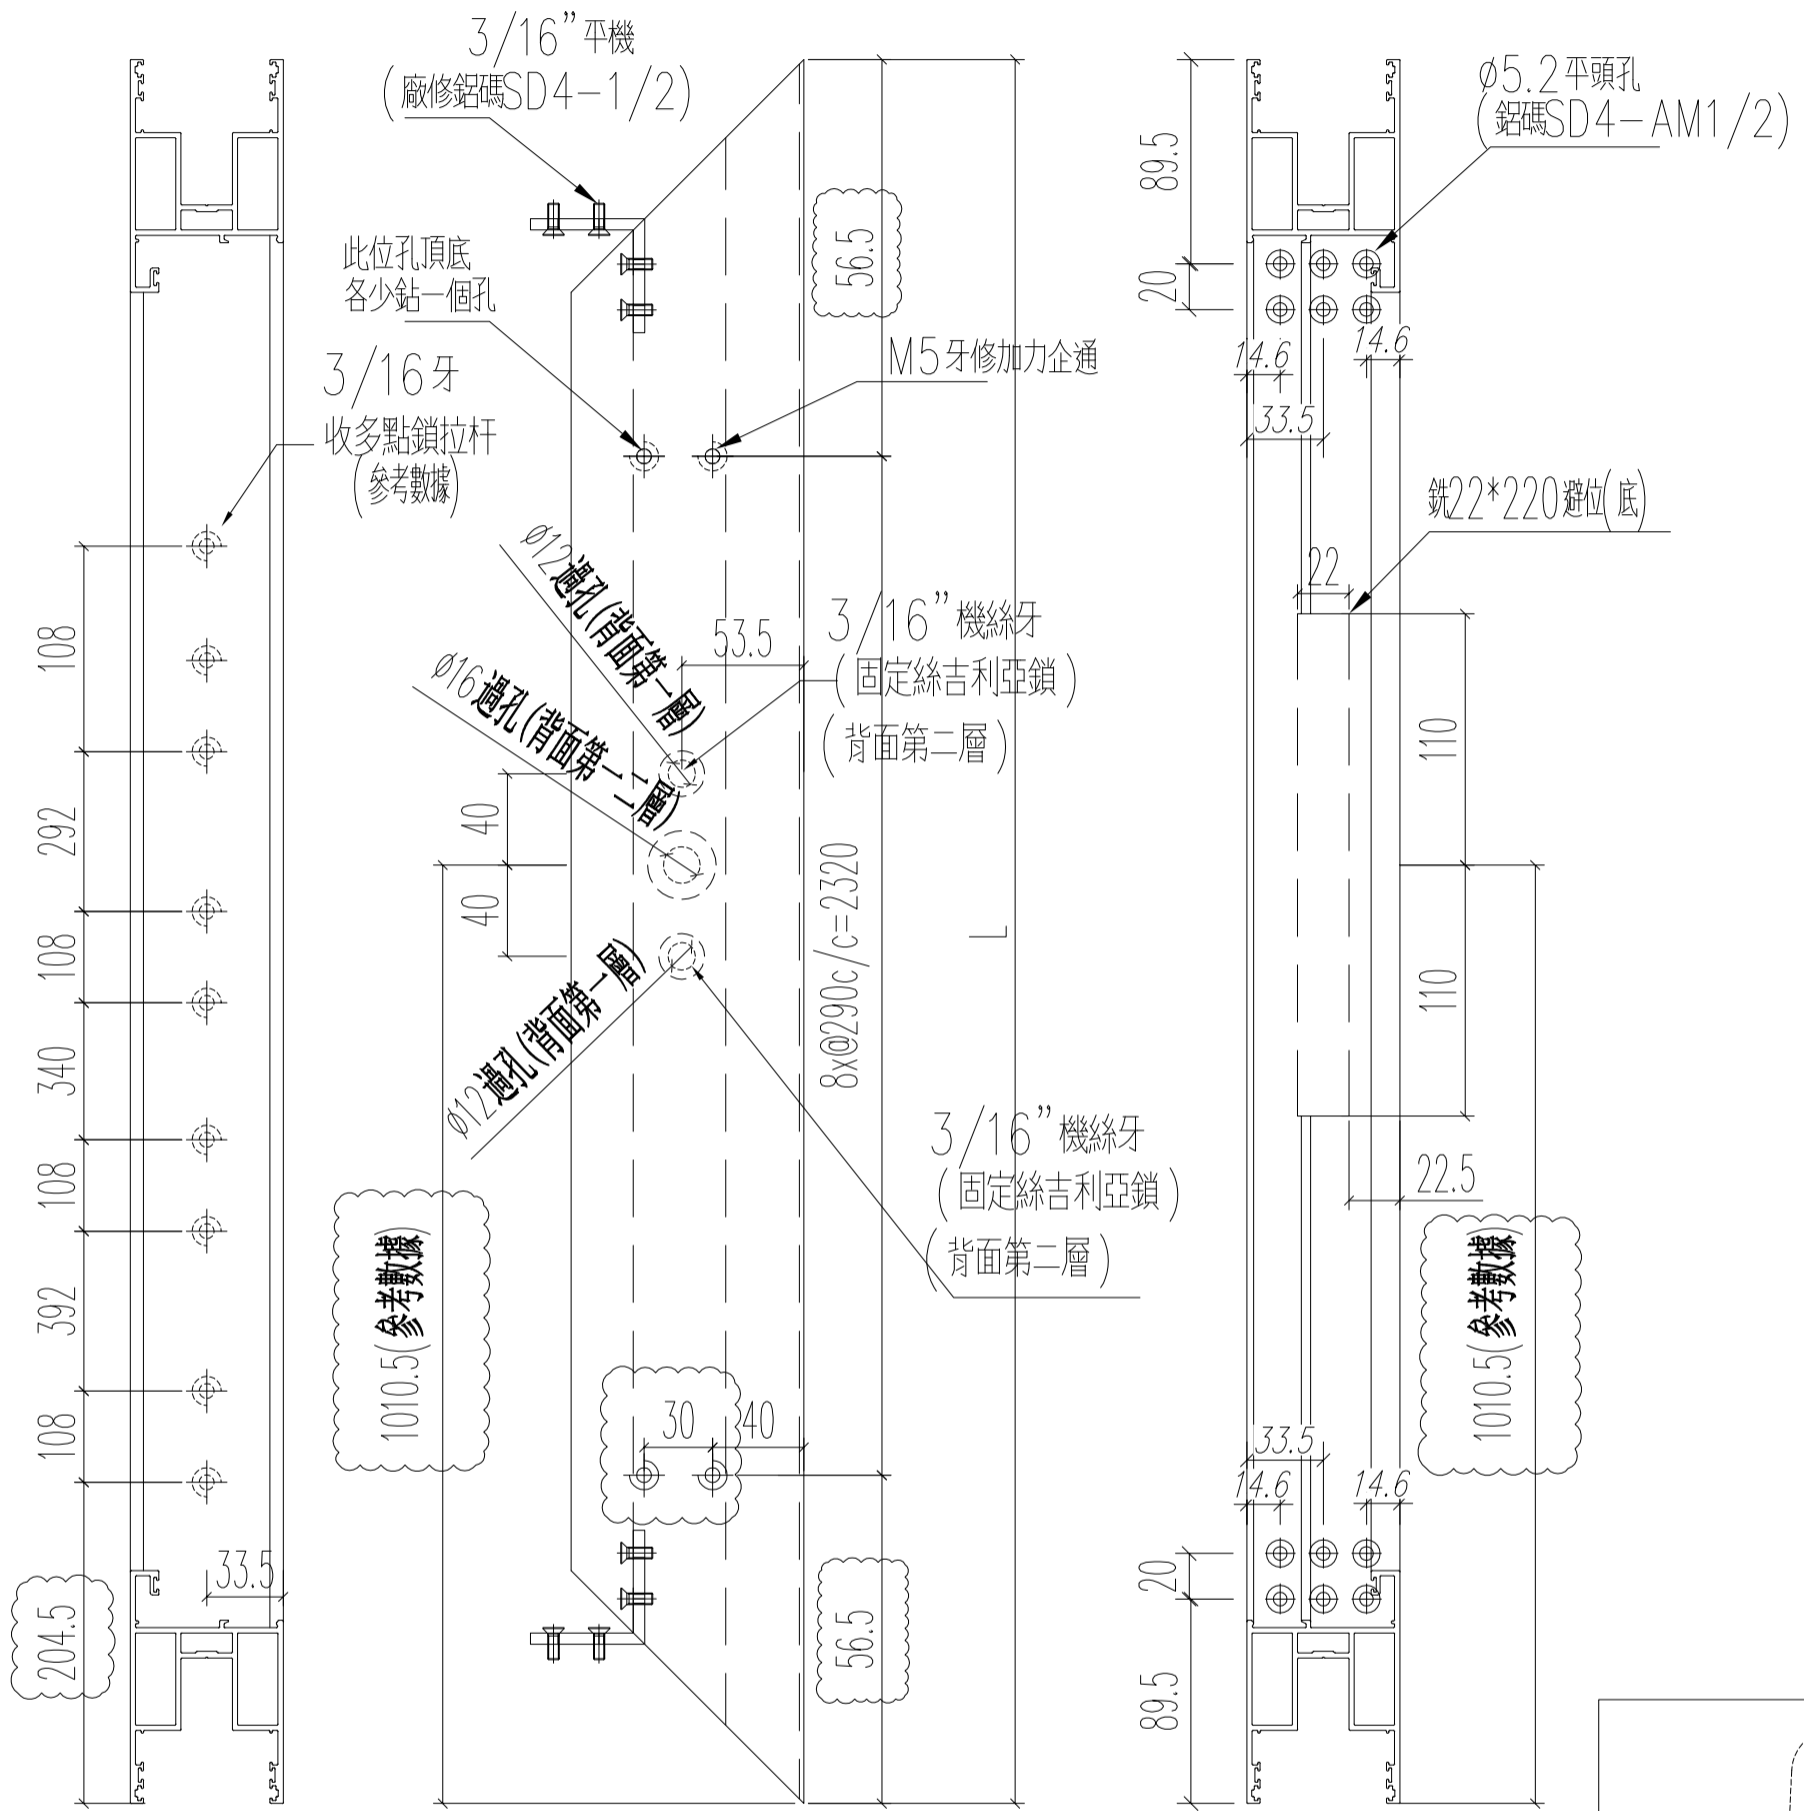 3/16”平機
(廠修鋁碼SD4-1/2)
此位孔頂底
各少鉆一個孔
3/16牙
收多點鎖拉杆
(參考數據)
108
292
108
340
108
392
108
204.5
33.5
56.5
M5牙修加力企通
Ø12過孔(背面第一層)
Ø16過孔(背面第一二層)
53.5
3/16”機絲牙
(固定絲吉利亞鎖)
(背面第二層)
40
40
Ø12過孔(背面第一層)
8x@290c/c=2320
L
3/16”機絲牙
(固定絲吉利亞鎖)
(背面第二層)
1010.5(參考數據)
30
40
56.5
Ø5.2平頭孔
(鋁碼SD4-AM1/2)
89.5
20
14.6
14.6
33.5
銑22*220避位(底)
22
110
110
22.5
1010.5(參考數據)
33.5
14.6
14.6
20
89.5